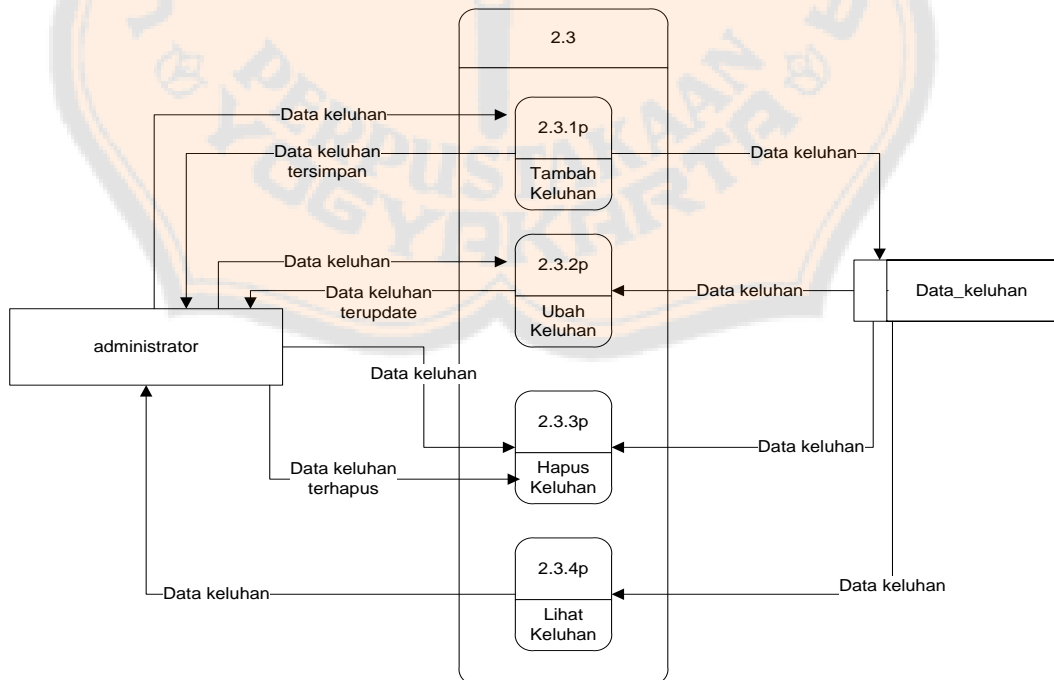 2.3
Data keluhan
2.3.1p
Data keluhan
tersimpan
Tambah
Keluhan
Data keluhan
Data keluhan
2.3.2p
Data keluhan
terupdate
Ubah
Keluhan
Data keluhan
Data_keluhan
administrator
Data keluhan
2.3.3p
Hapus
Keluhan
Data keluhan
Data keluhan
terhapus
2.3.4p
Lihat
Keluhan
Data keluhan
Data keluhan
PERPUSTAKAAN
YOGYAKARTA